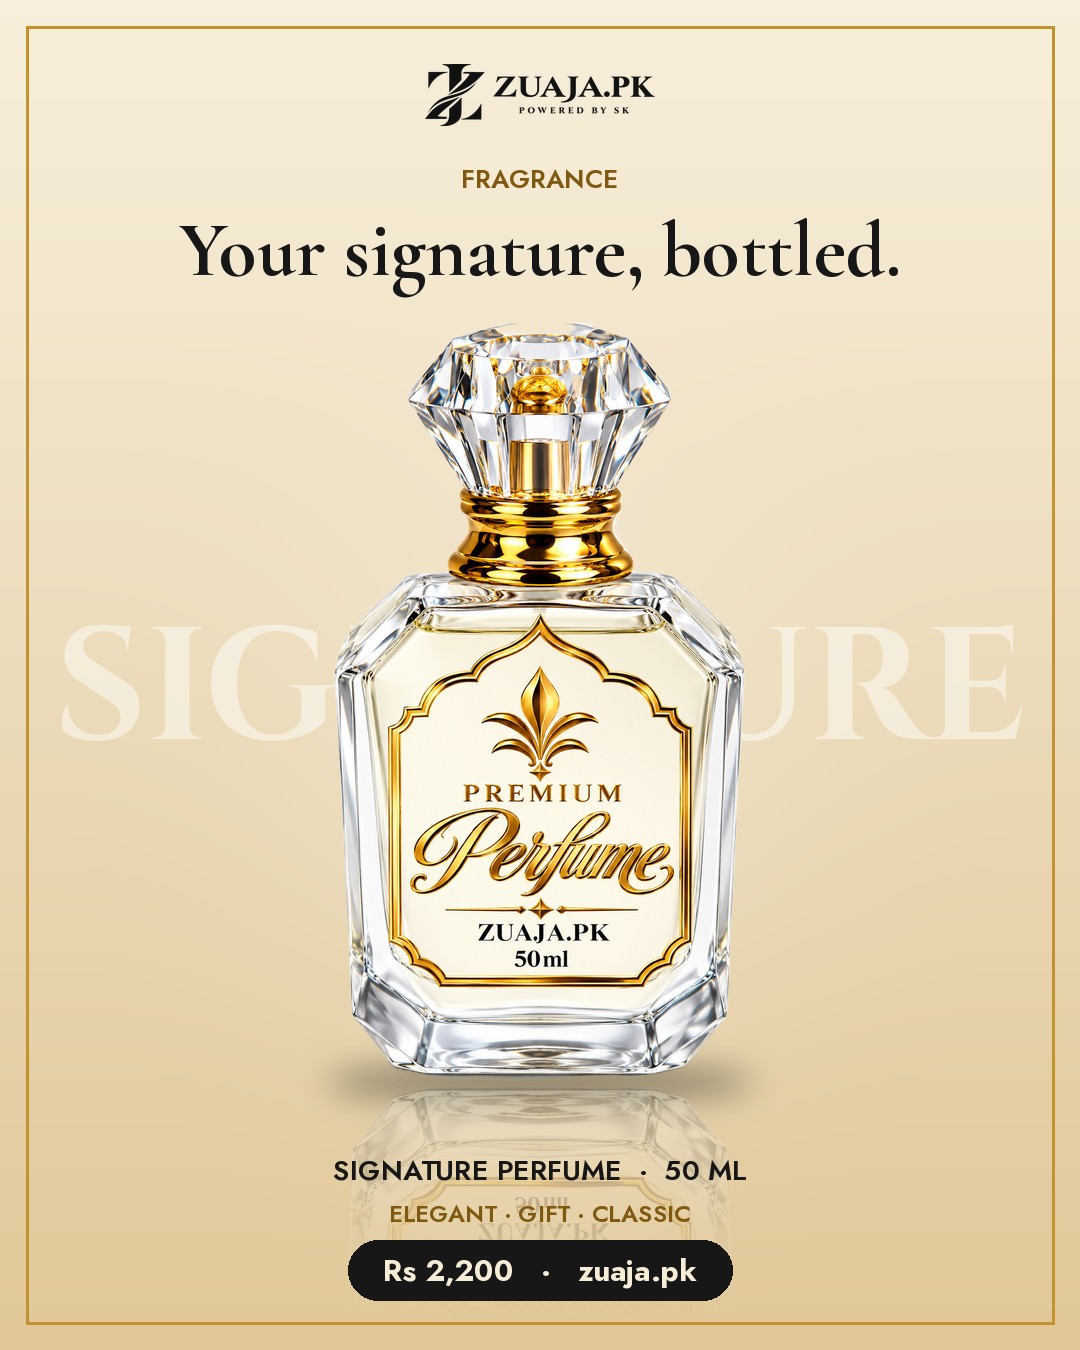 ZUAJA.PK
POWERED BY SK
FRAGRANCE
Your signature, bottled.
SIG URE
PREMIUM
Perfume
ZUAJA.PK
50ml
SIGNATURE PERFUME · 50 ML
ELEGANT · GIFT · CLASSIC
Rs 2,200 · zuaja.pk